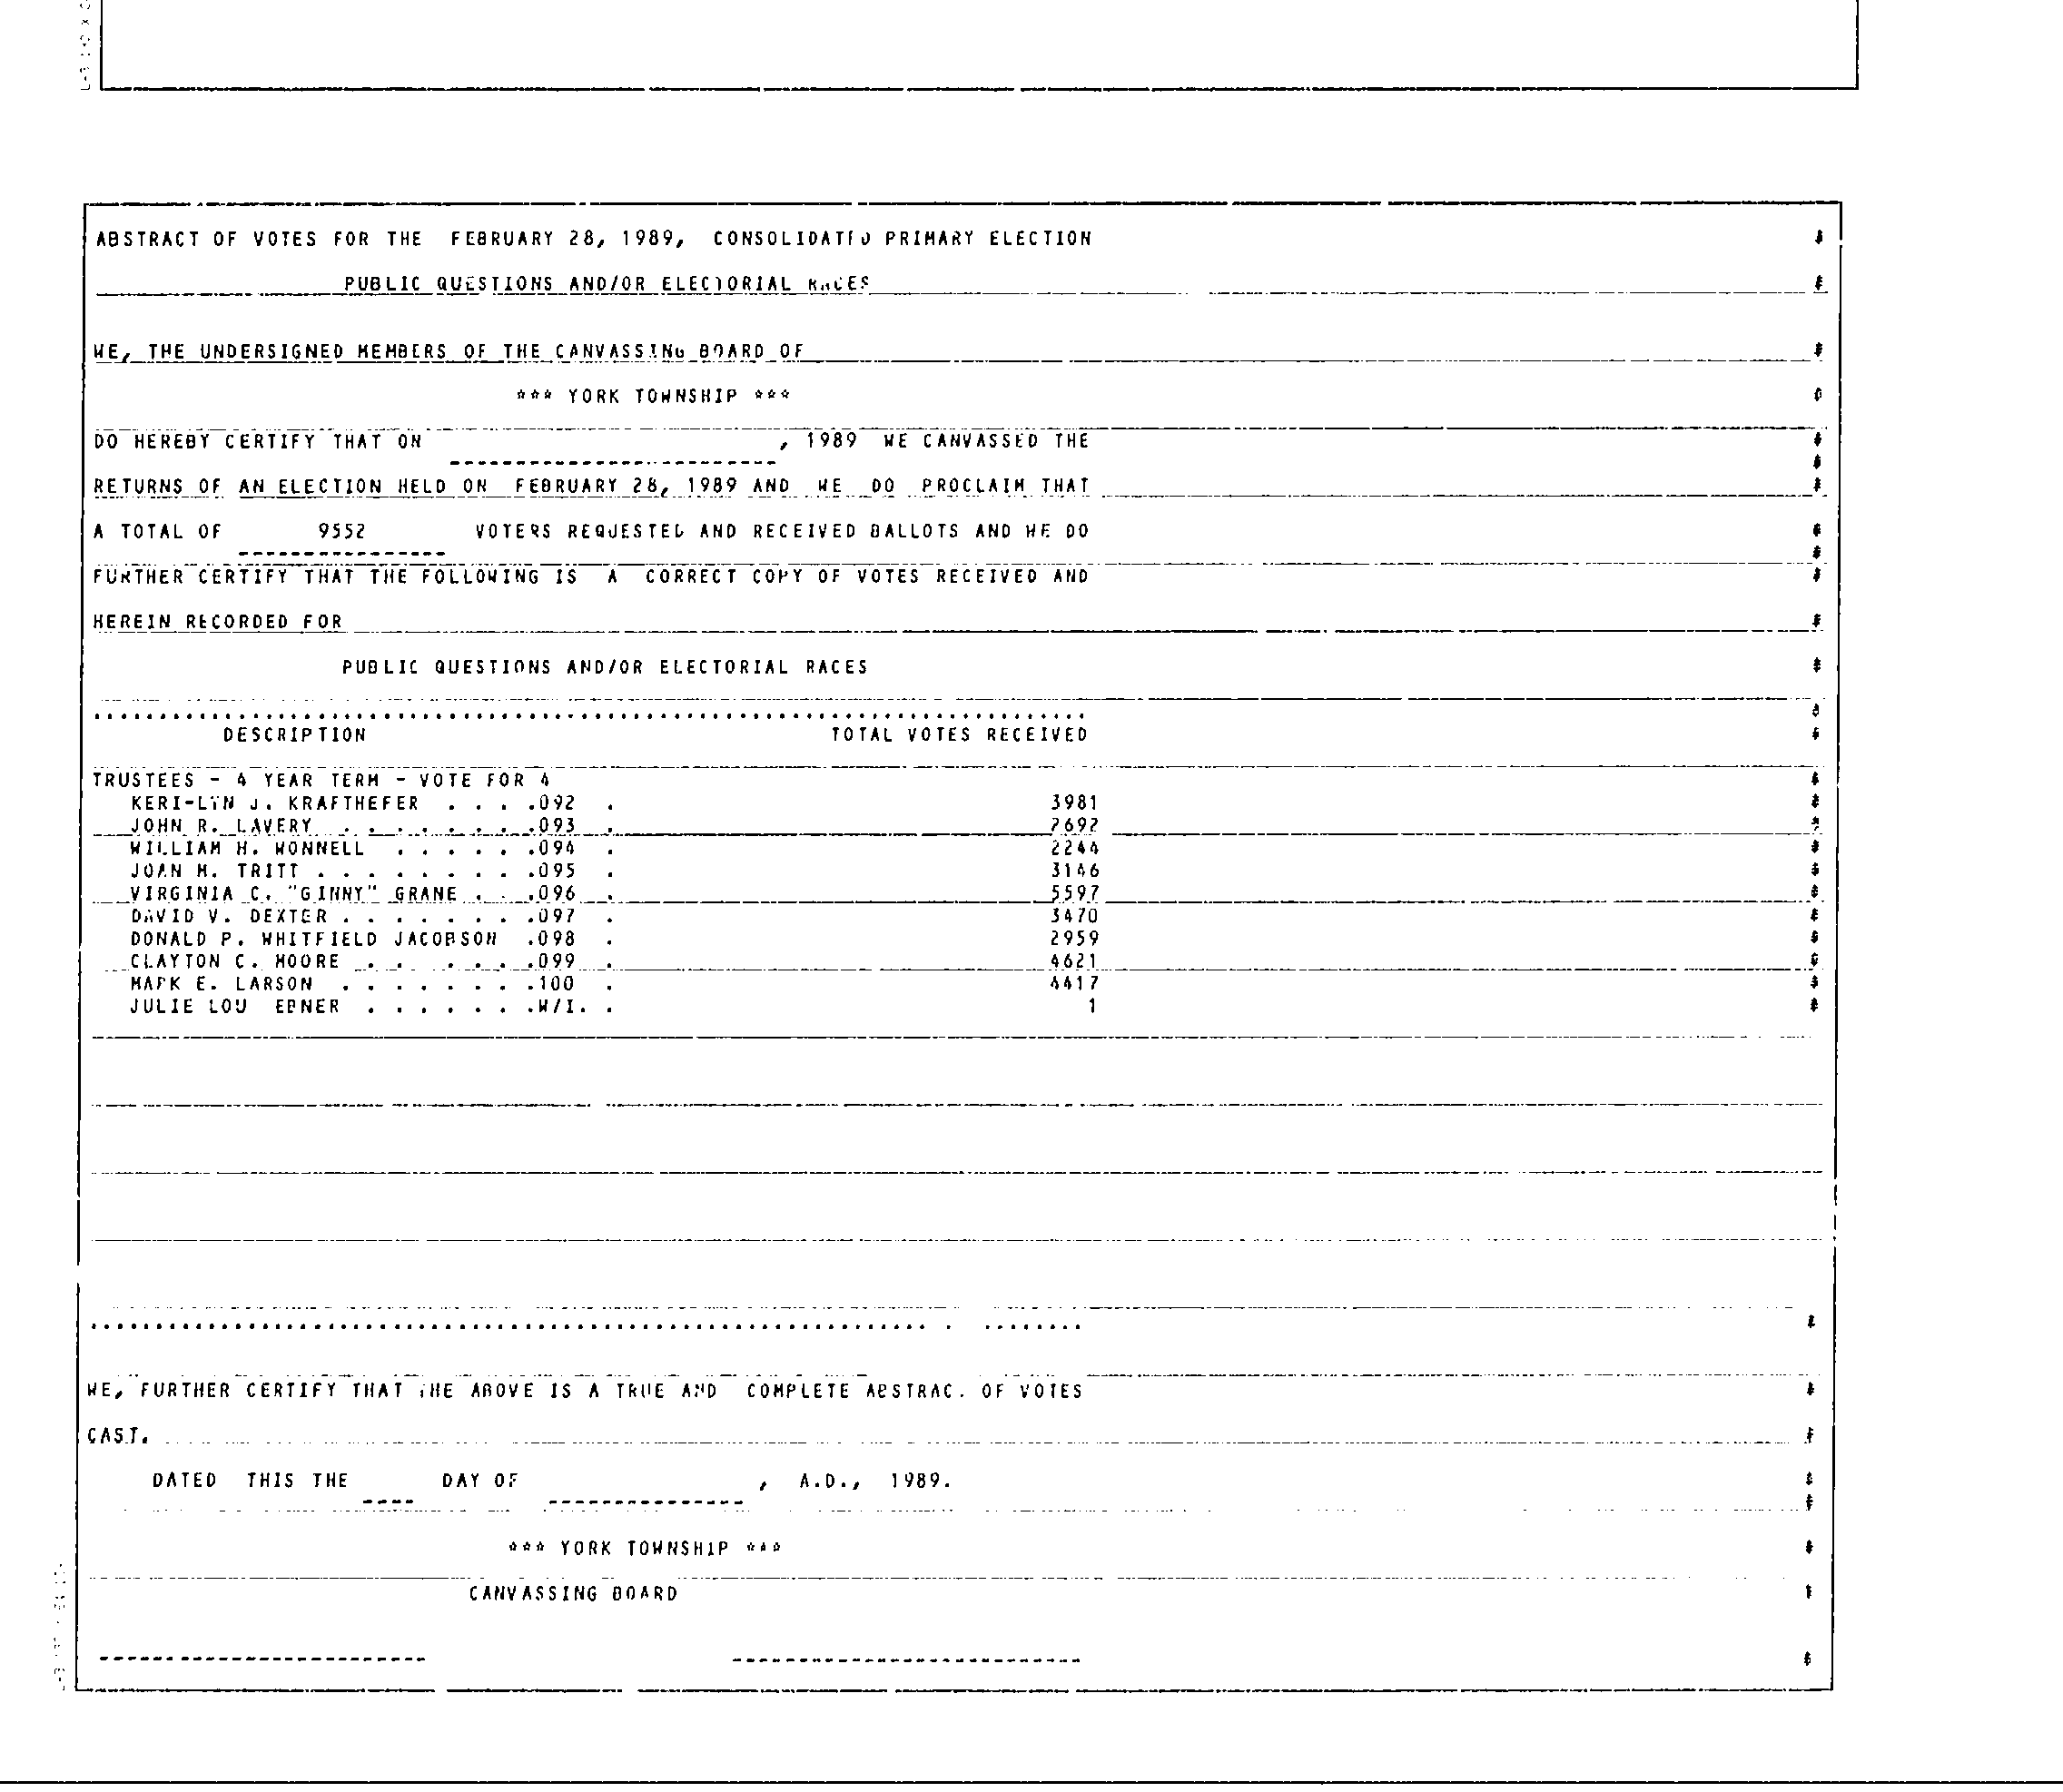 ABSTRACT OF VOTES FOR THE FEBRUARY 28, 1989, CONSOLIDATED PRIMARY ELECTION
PUBLIC QUESTIONS AND/OR ELECTORIAL RACES
WE, THE UNDERSIGNED MEMBERS OF THE CANVASSING BOARD OF
*** YORK TOWNSHIP ***
DO HEREBY CERTIFY THAT ON , 1989 WE CANVASSED THE
RETURNS OF AN ELECTION HELD ON FEBRUARY 28, 1989 AND WE DO PROCLAIM THAT
A TOTAL OF 9552 VOTERS REQUESTED AND RECEIVED BALLOTS AND WE DO
FURTHER CERTIFY THAT THE FOLLOWING IS A CORRECT COPY OF VOTES RECEIVED AND
HEREIN RECORDED FOR
PUBLIC QUESTIONS AND/OR ELECTORIAL RACES
DESCRIPTION TOTAL VOTES RECEIVED
TRUSTEES - 4 YEAR TERM - VOTE FOR 4
KERI-LYN J. KRAFTHEFER . . . .092 . 3981
JOHN R. LAVERY . . . . . . . .093 . 2692
WILLIAM H. WONNELL . . . . . .094 . 2244
JOAN M. TRITT . . . . . . . . .095 . 3146
VIRGINIA C. "GINNY" GRANE . . .096 . 5597
DAVID V. DEXTER . . . . . . . .097 . 3470
DONALD P. WHITFIELD JACOBSON .098 . 2959
CLAYTON C. MOORE . . . . . . .099 . 4621
MARK E. LARSON . . . . . . . .100 . 4417
JULIE LOU EBNER . . . . . . .W/I. . 1
WE, FURTHER CERTIFY THAT THE ABOVE IS A TRUE AND COMPLETE ABSTRAC. OF VOTES
CAST.
DATED THIS THE DAY OF , A.D., 1989.
*** YORK TOWNSHIP ***
CANVASSING BOARD